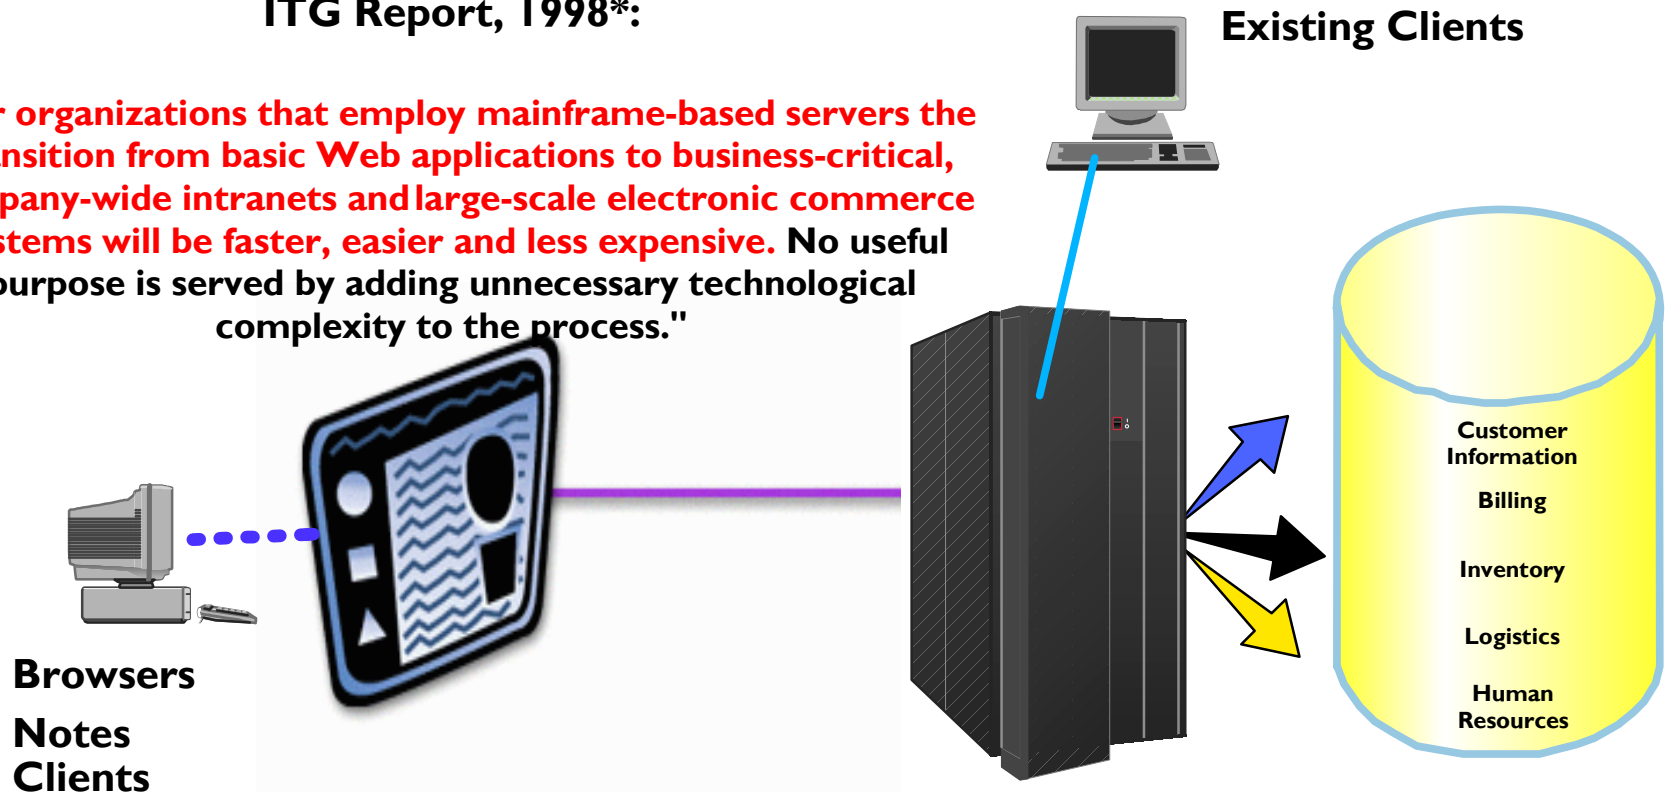 ITG Report, 1998*:
Existing Clients
r organizations that employ mainframe-based servers the
nsition from basic Web applications to business-critical,
pany-wide intranets and large-scale electronic commerce
stems will be faster, easier and less expensive. No useful
purpose is served by adding unnecessary technological
complexity to the process."
Customer
Information
Billing
Inventory
Logistics
Human
Resources
Browsers
Notes
Clients